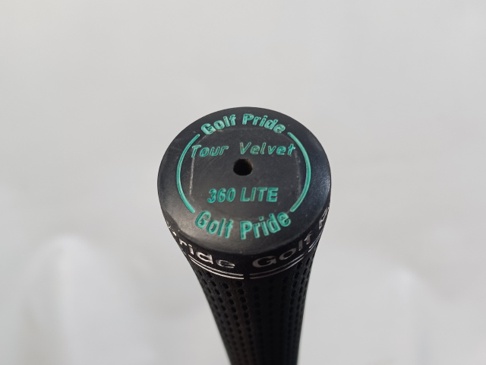 Golf Pride
Tour Velvet
360 LITE
Golf Pride
Pride Golf